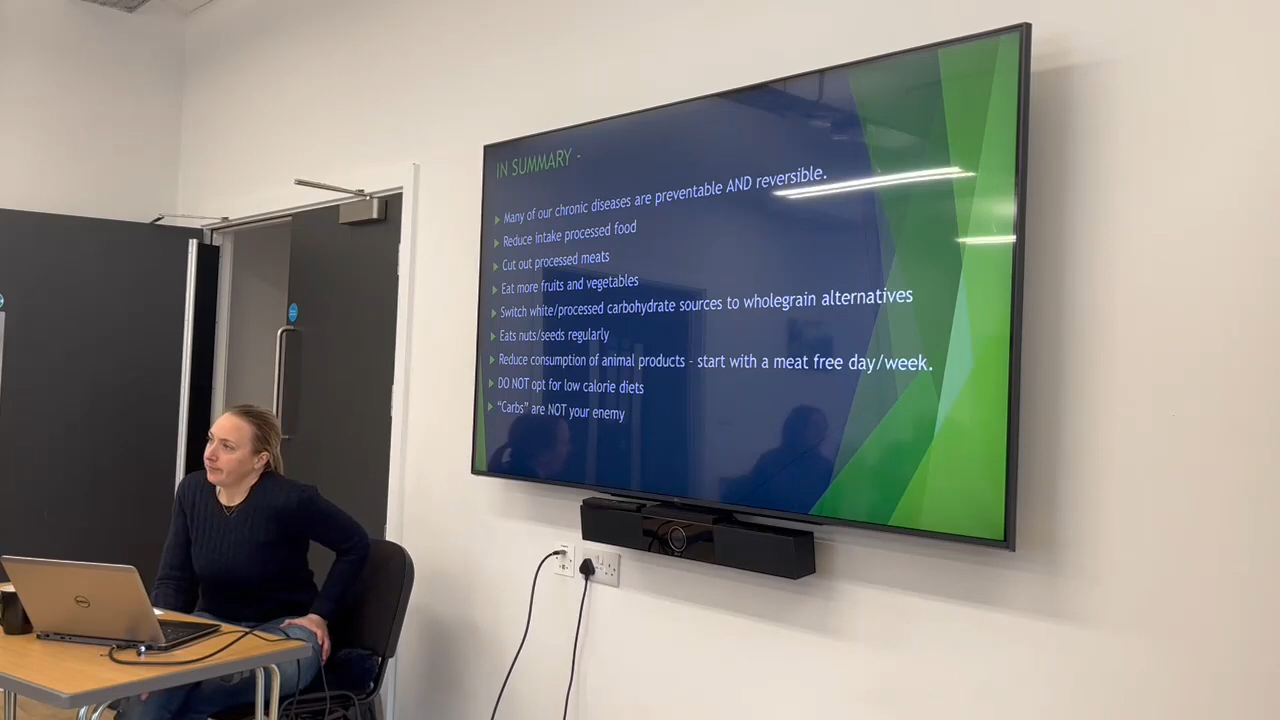 IN SUMMARY -
Many of our chronic diseases are preventable AND reversible.
Reduce intake processed food
Cut out processed meats
Eat more fruits and vegetables
Switch white/processed carbohydrate sources to wholegrain alternatives
Eats nuts/seeds regularly
Reduce consumption of animal products - start with a meat free day/week.
DO NOT opt for low calorie diets
“Carbs” are NOT your enemy
DELL